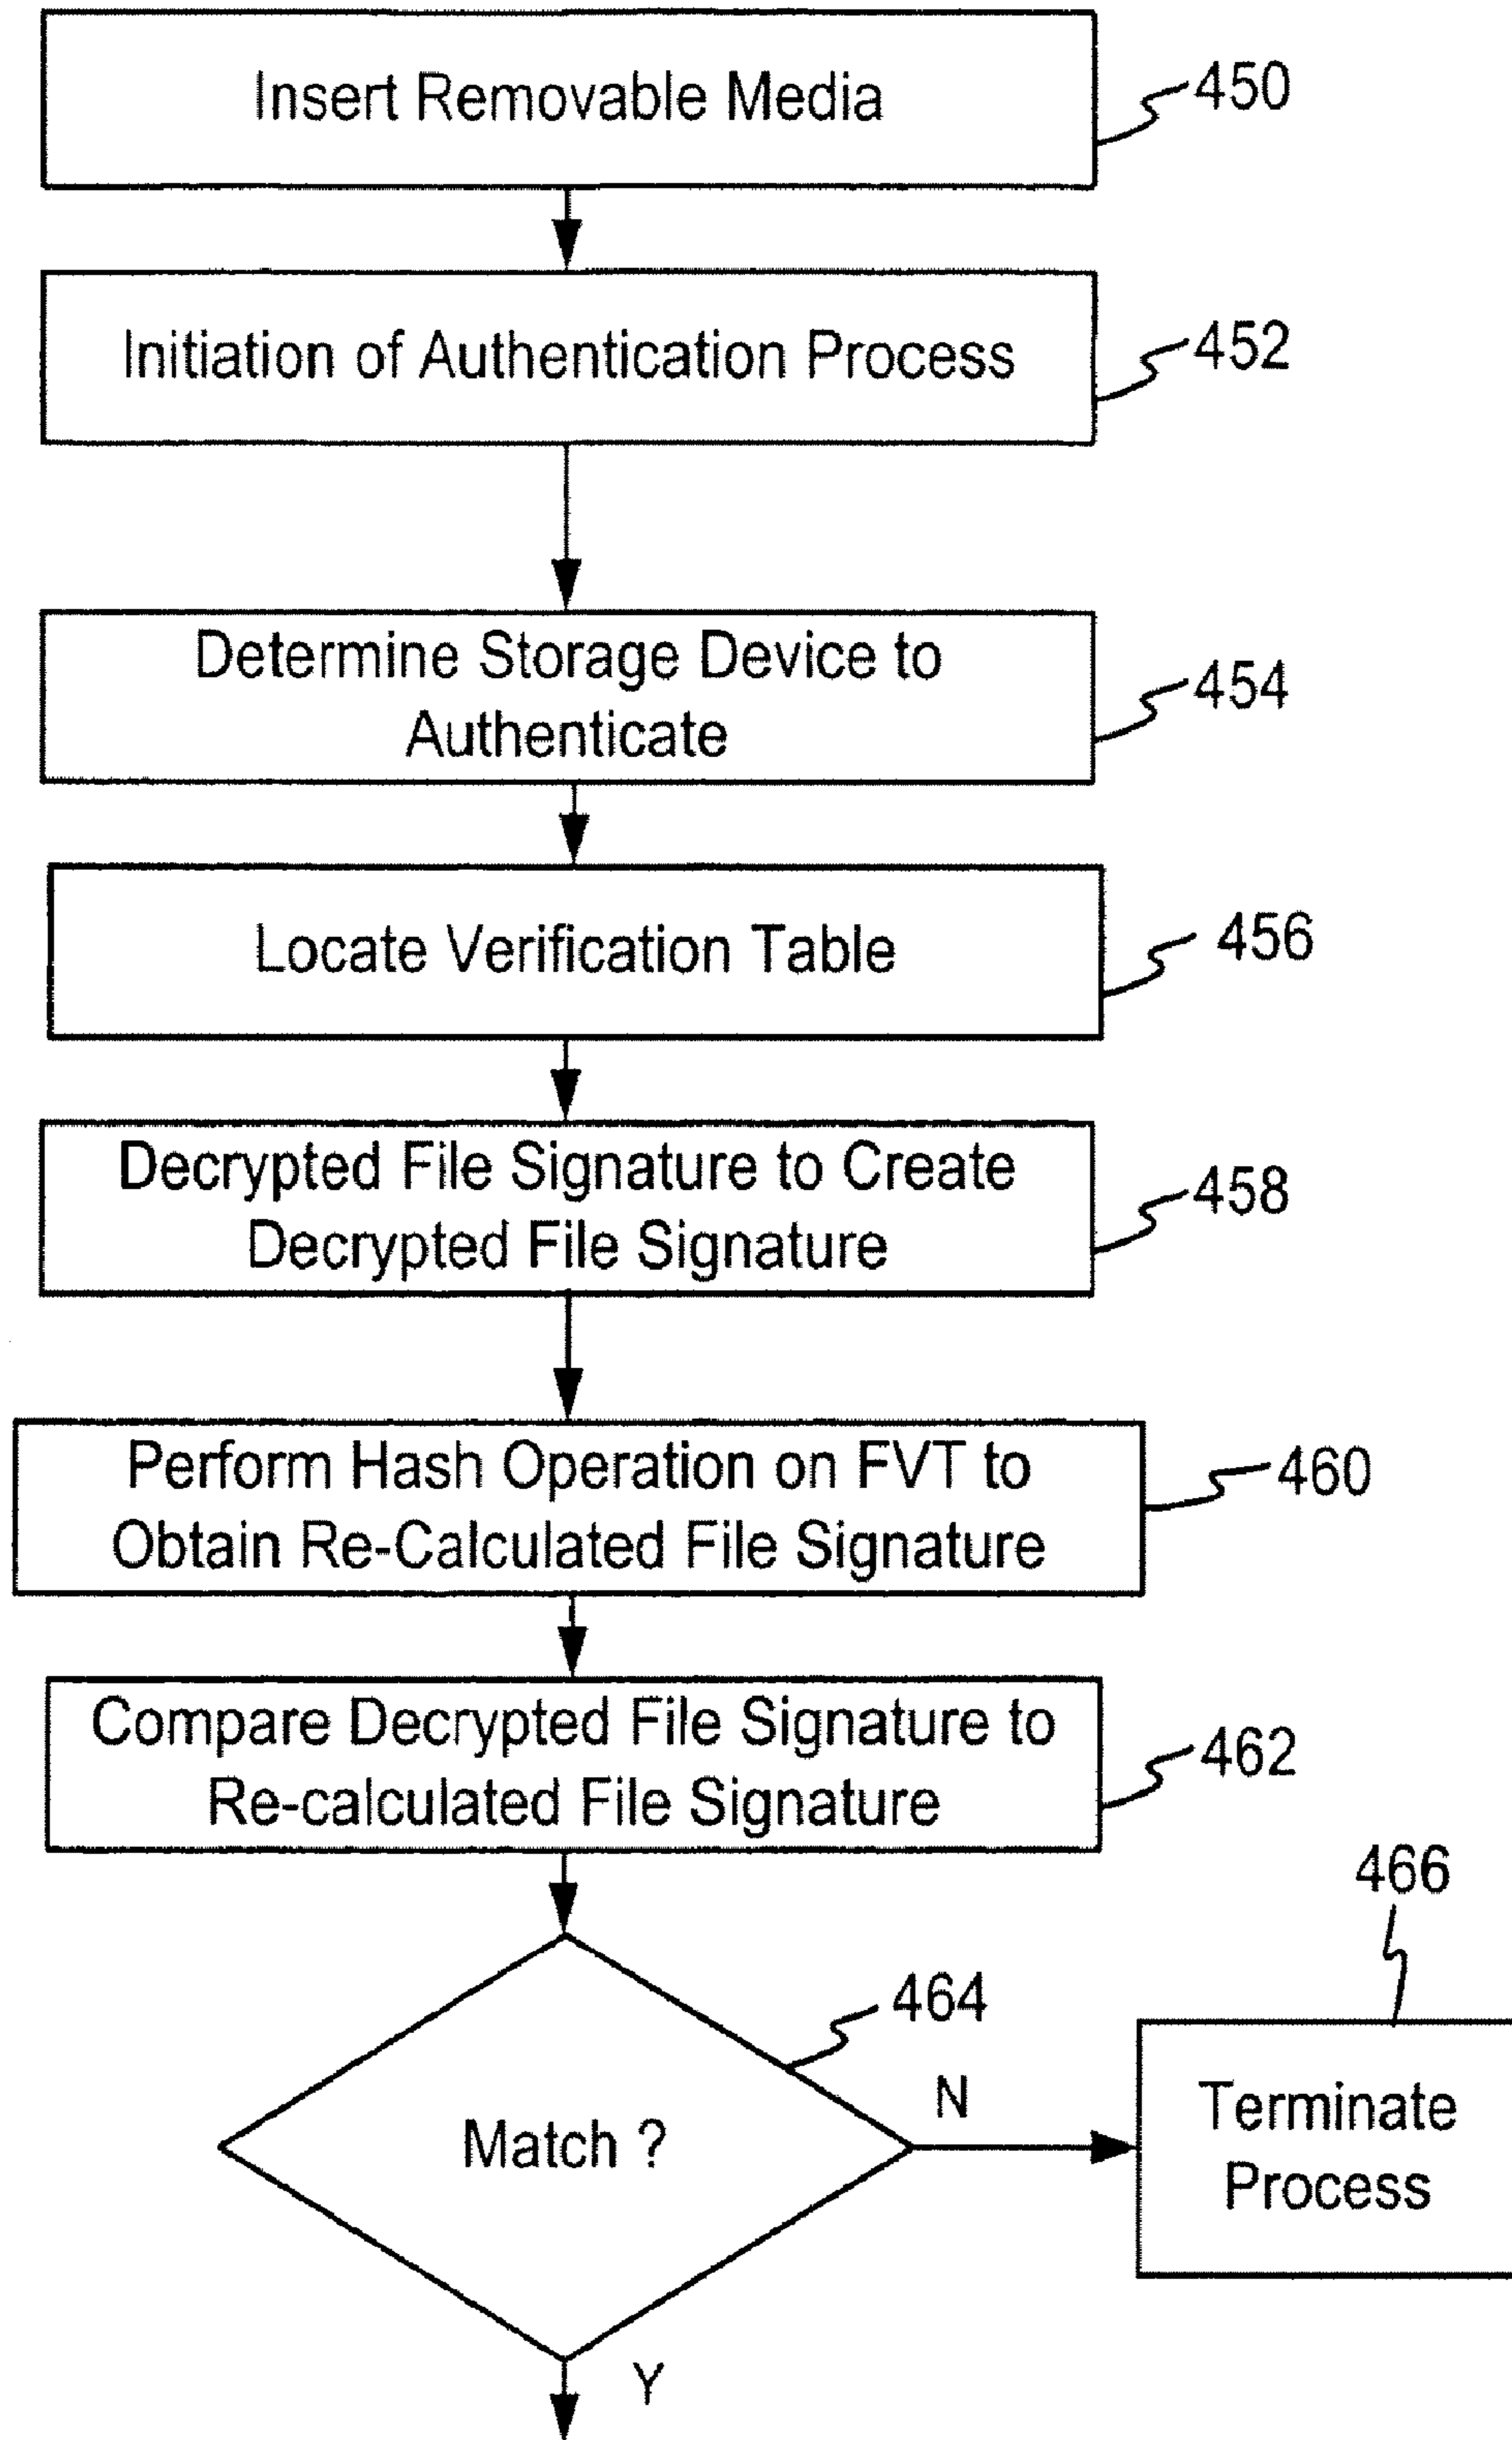 Insert Removable Media
450
Initiation of Authentication Process
452
Determine Storage Device to
Authenticate
454
Locate Verification Table
456
Decrypted File Signature to Create
Decrypted File Signature
458
Perform Hash Operation on FVT to
Obtain Re-Calculated File Signature
460
Compare Decrypted File Signature to
Re-calculated File Signature
462
466
464
Match ?
N
Terminate
Process
Y